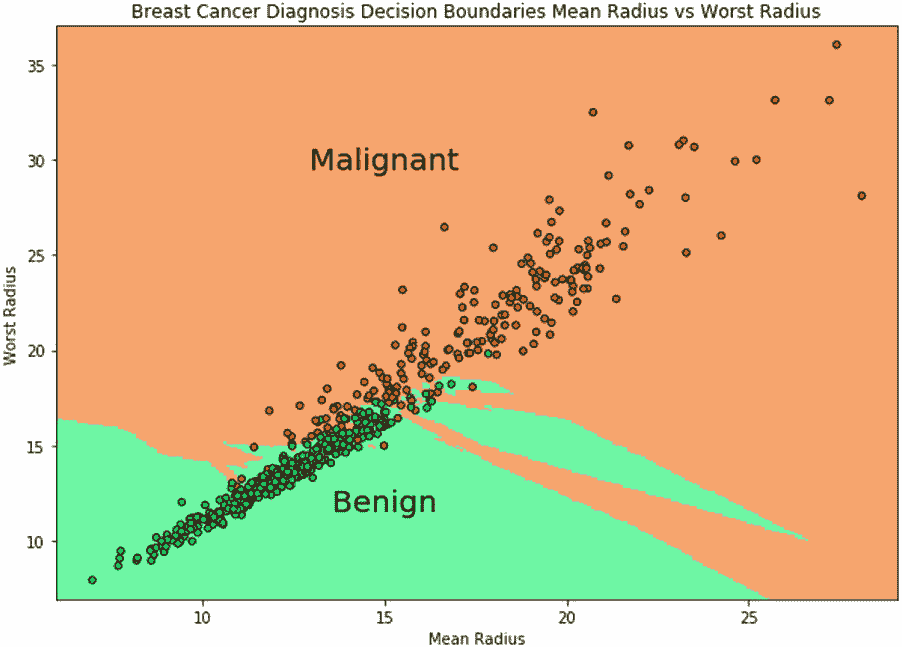 Breast Cancer Diagnosis Decision Boundaries Mean Radius vs Worst Radius
35
30
25
20
15
10
Worst Radius
Malignant
Benign
10 15 20 25
Mean Radius